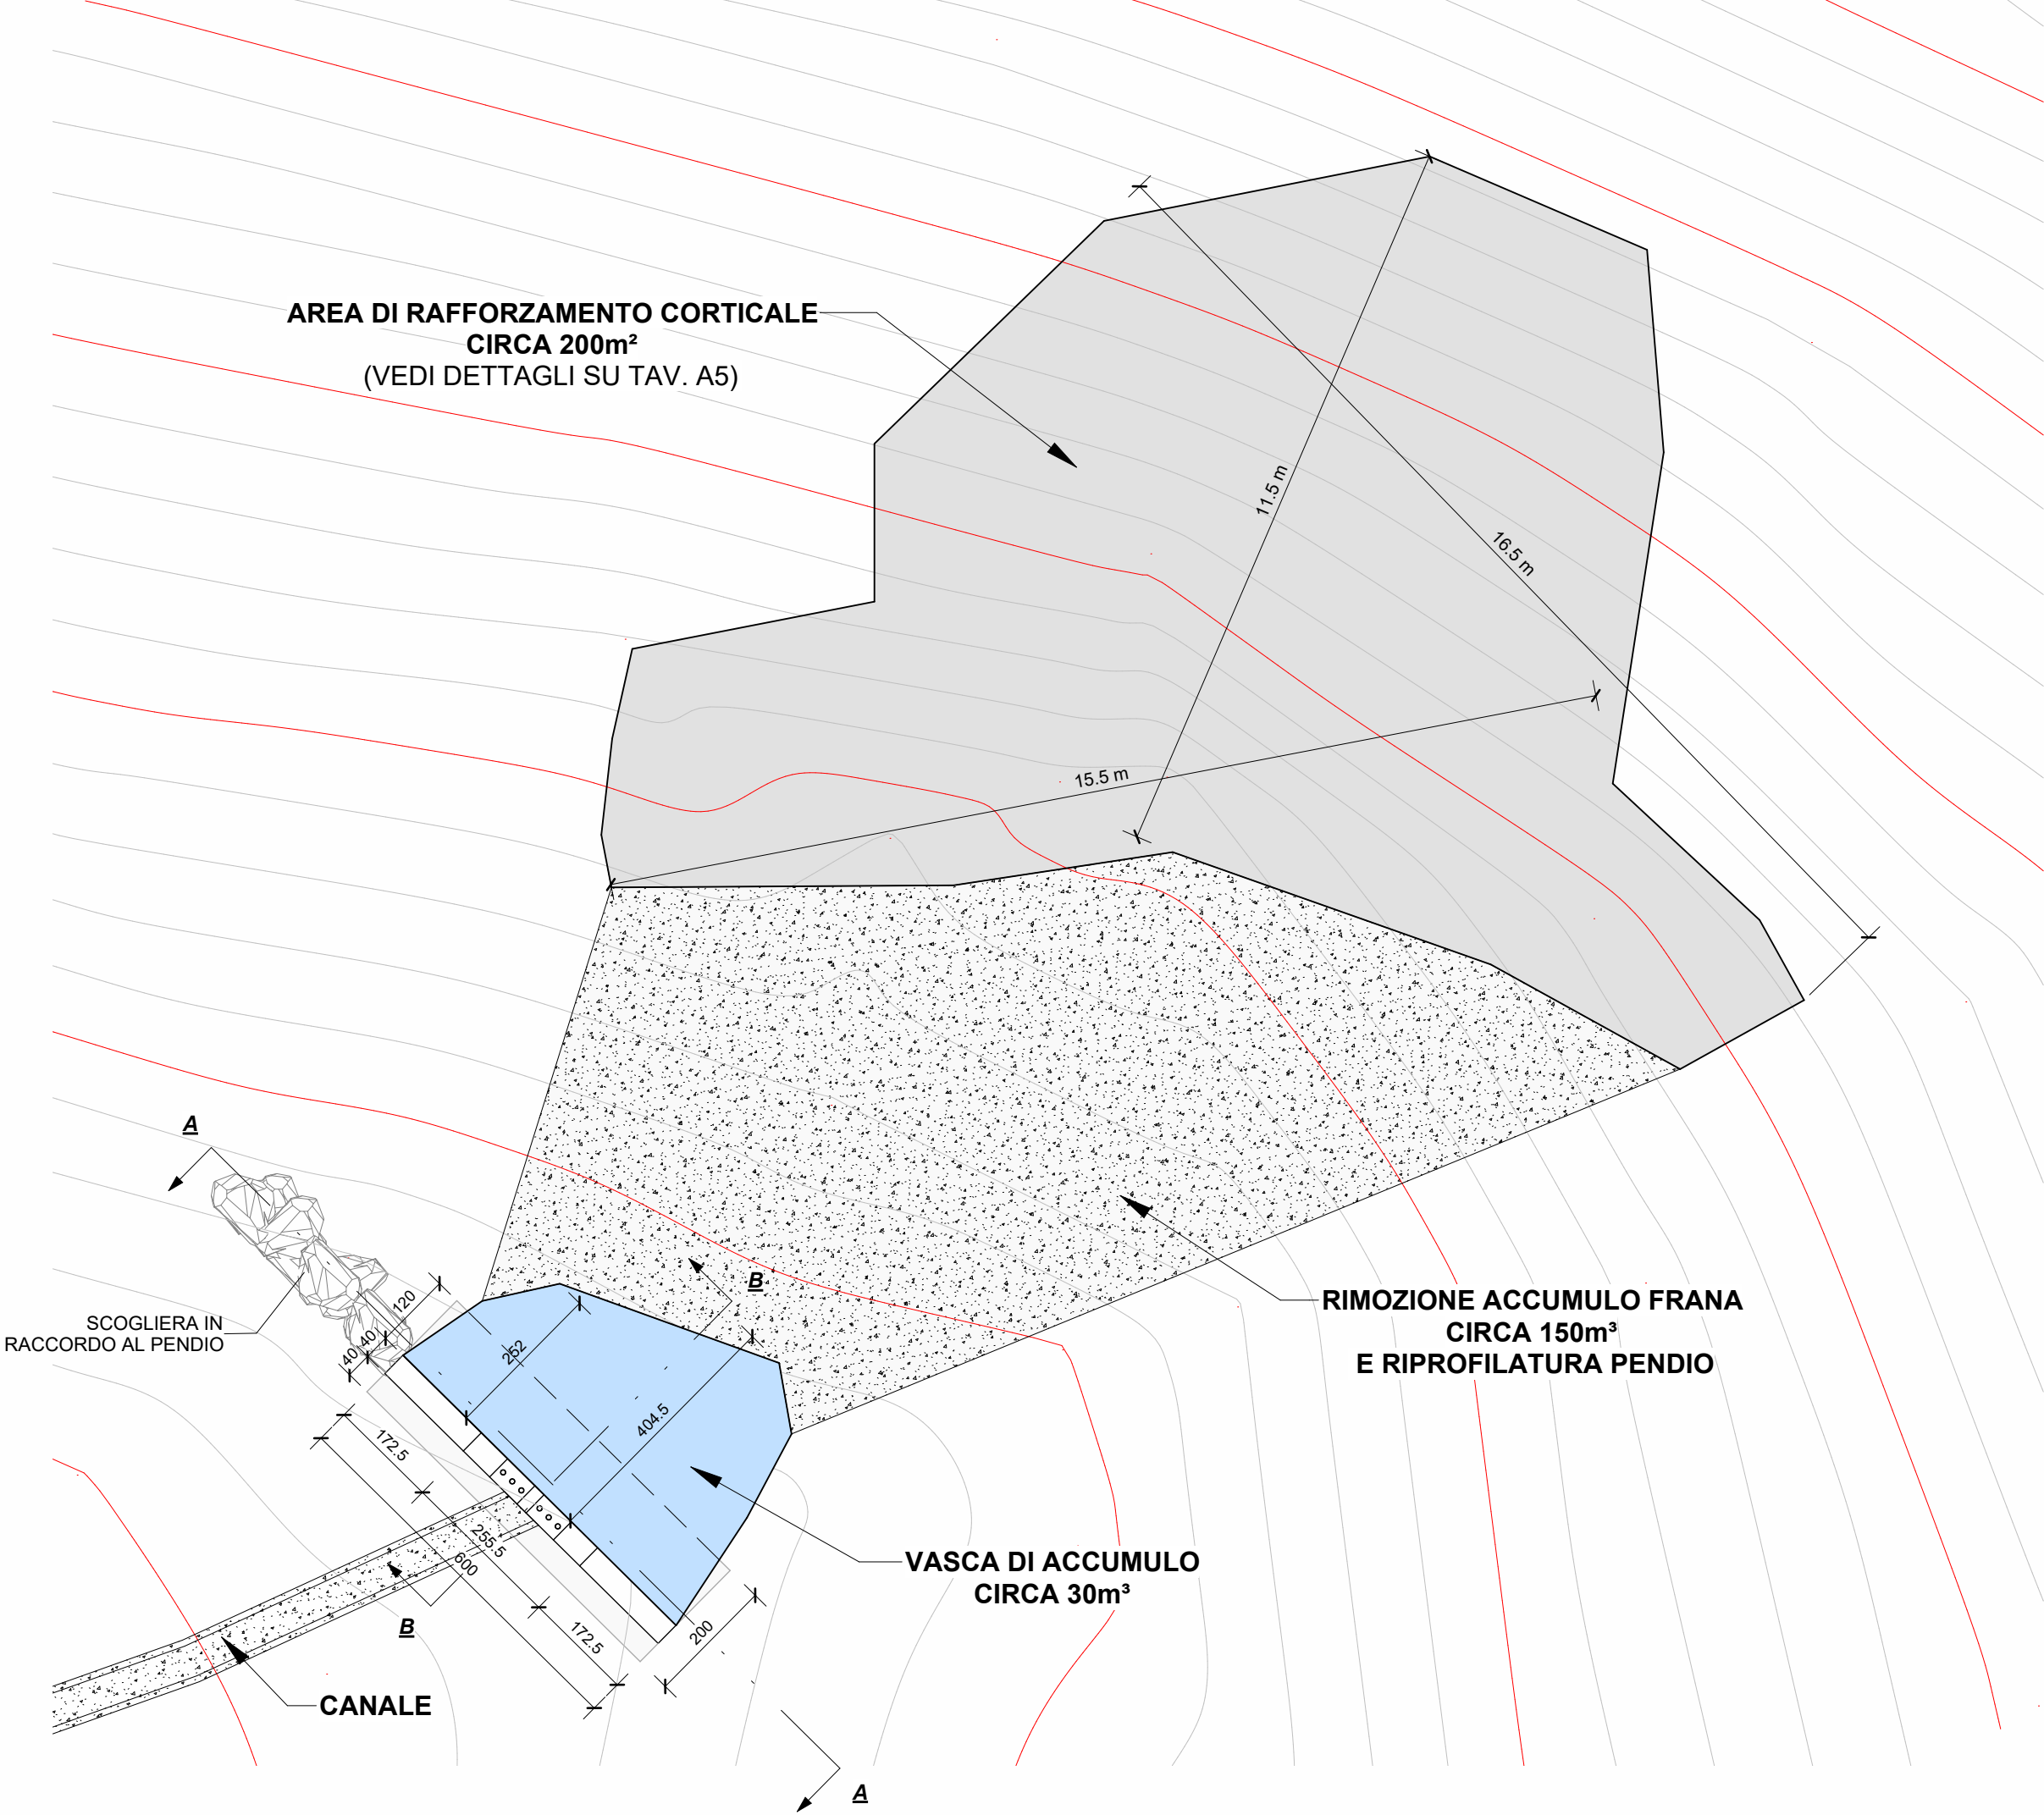 AREA DI RAFFORZAMENTO CORTICALE
CIRCA 200m²
(VEDI DETTAGLI SU TAV. A5)
11.5 m
16.5 m
15.5 m
A
B
SCOGLIERA IN
RACCORDO AL PENDIO
120
40
40
252
404.5
RIMOZIONE ACCUMULO FRANA
CIRCA 150m³
E RIPROFILATURA PENDIO
172.5
255.5
600
172.5
200
VASCA DI ACCUMULO
CIRCA 30m³
B
CANALE
A